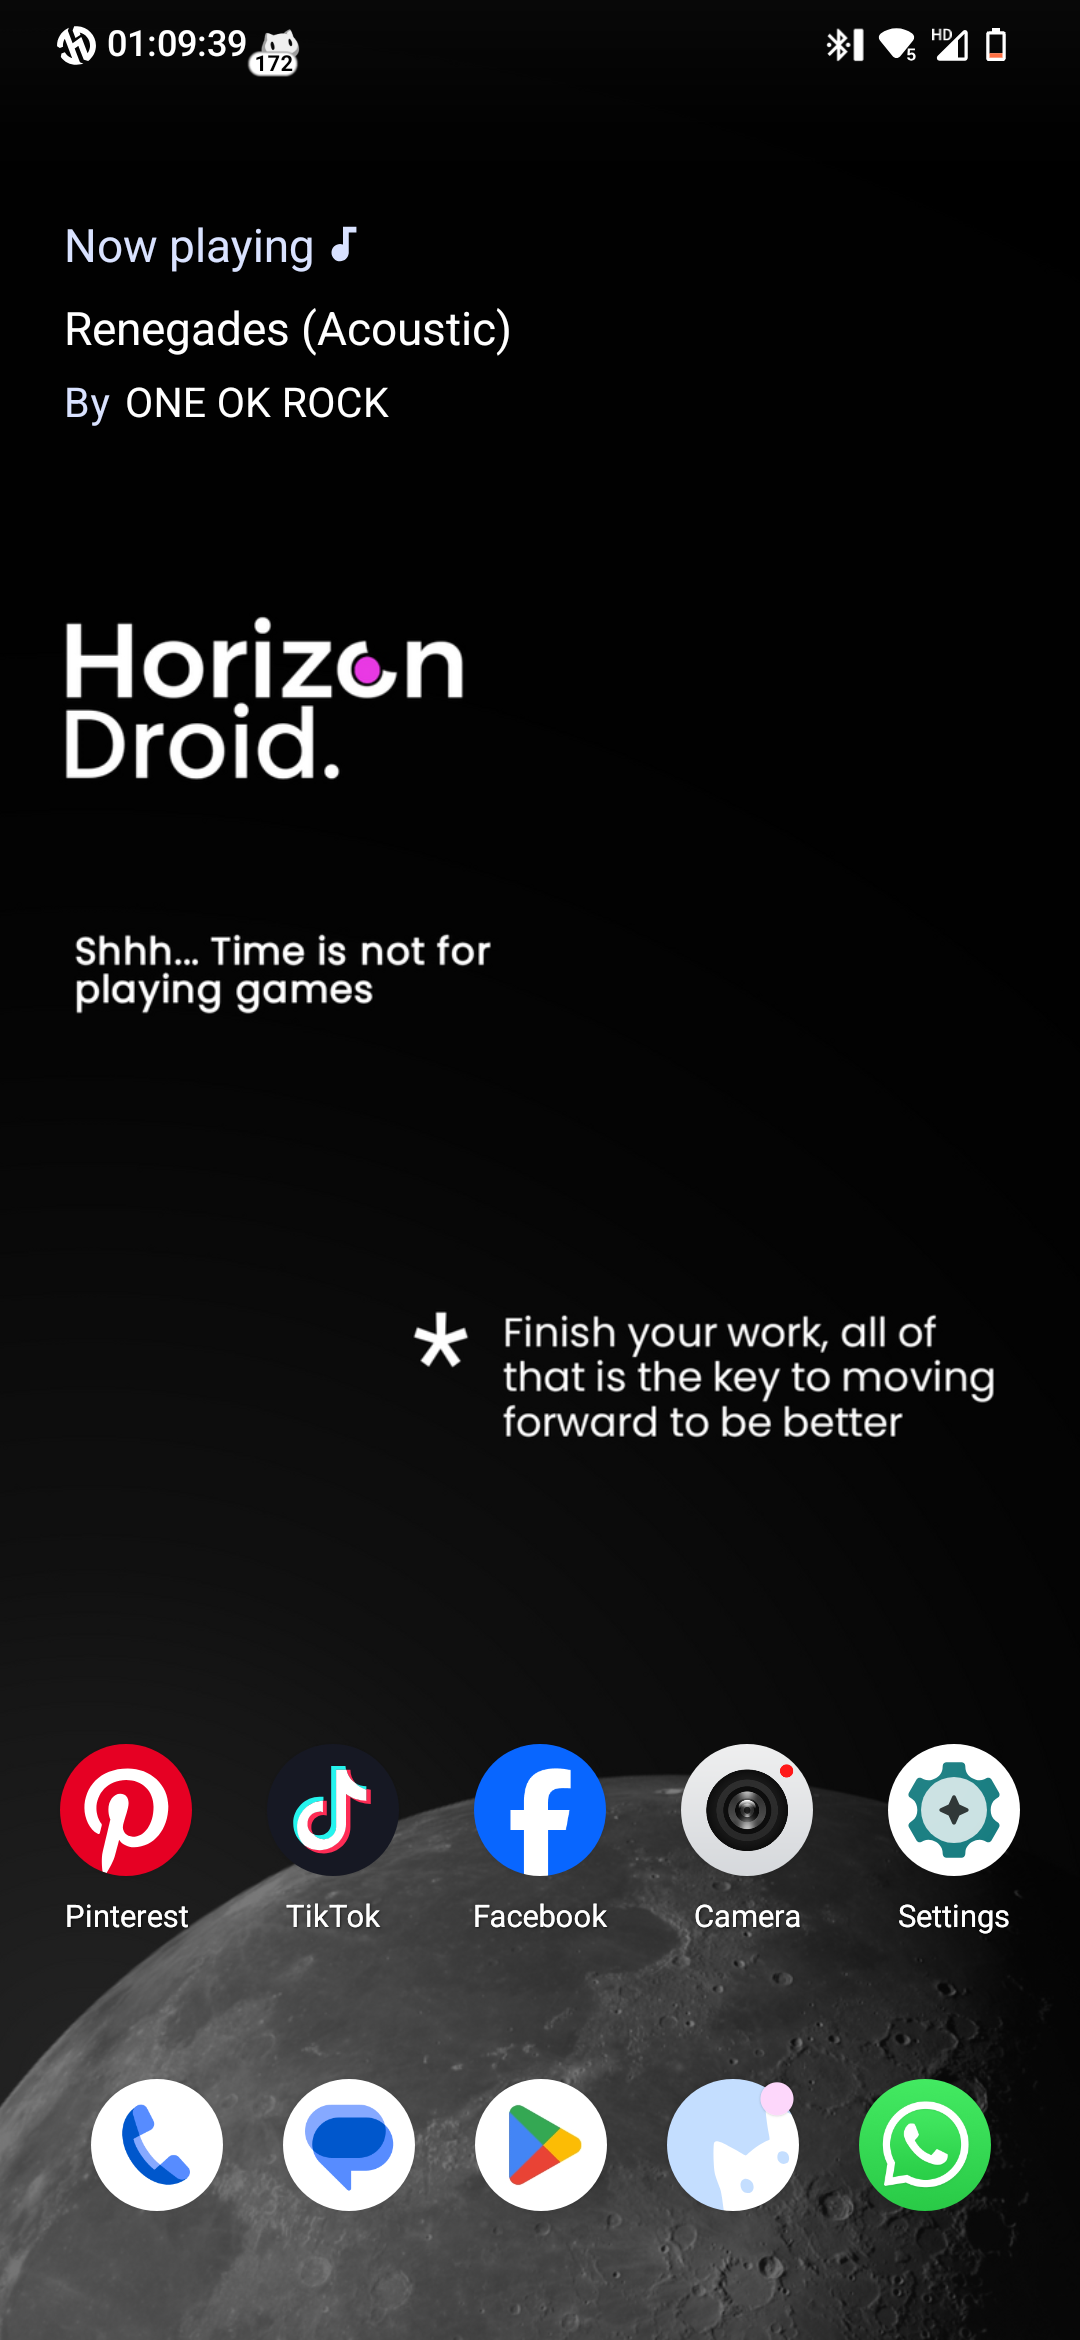 01:09:39
172
5
HD
Now playing
Renegades (Acoustic)
By ONE OK ROCK
Horizon
Droid.
Shhh... Time is not for
playing games
* Finish your work, all of
that is the key to moving
forward to be better
Pinterest TikTok Facebook Camera Settings